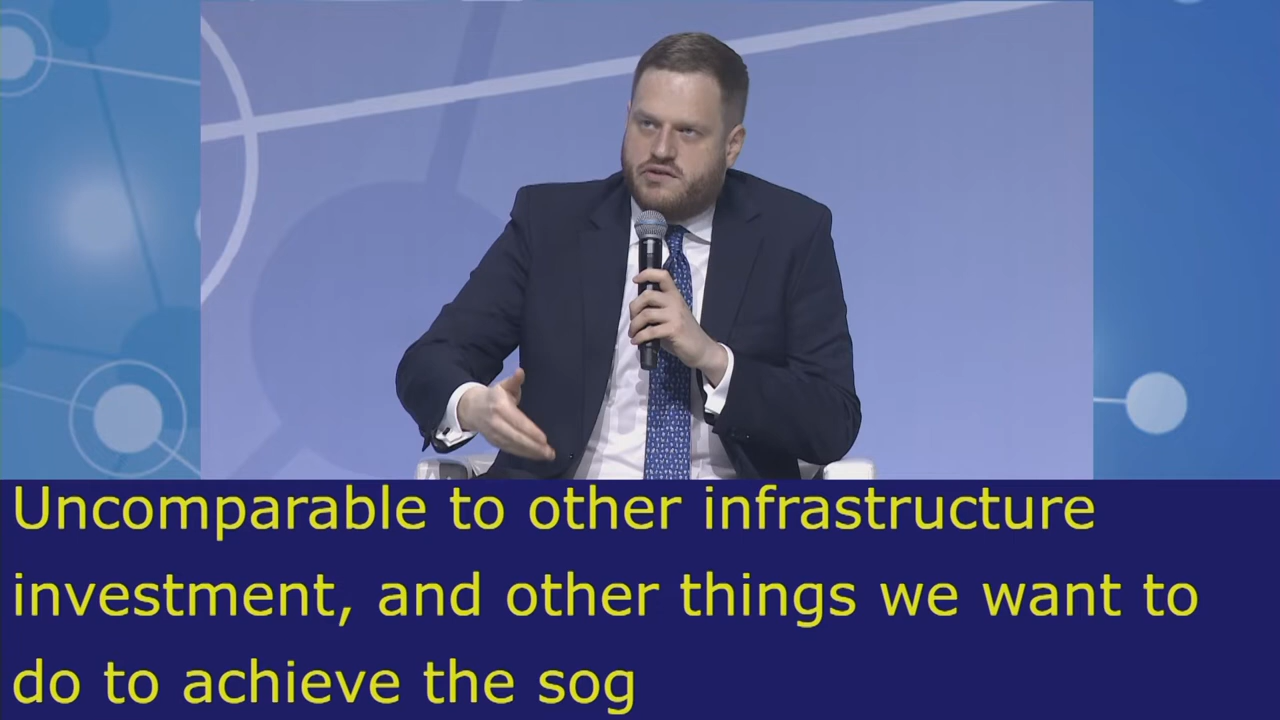 Uncomparable to other infrastructure
investment, and other things we want to
do to achieve the sog